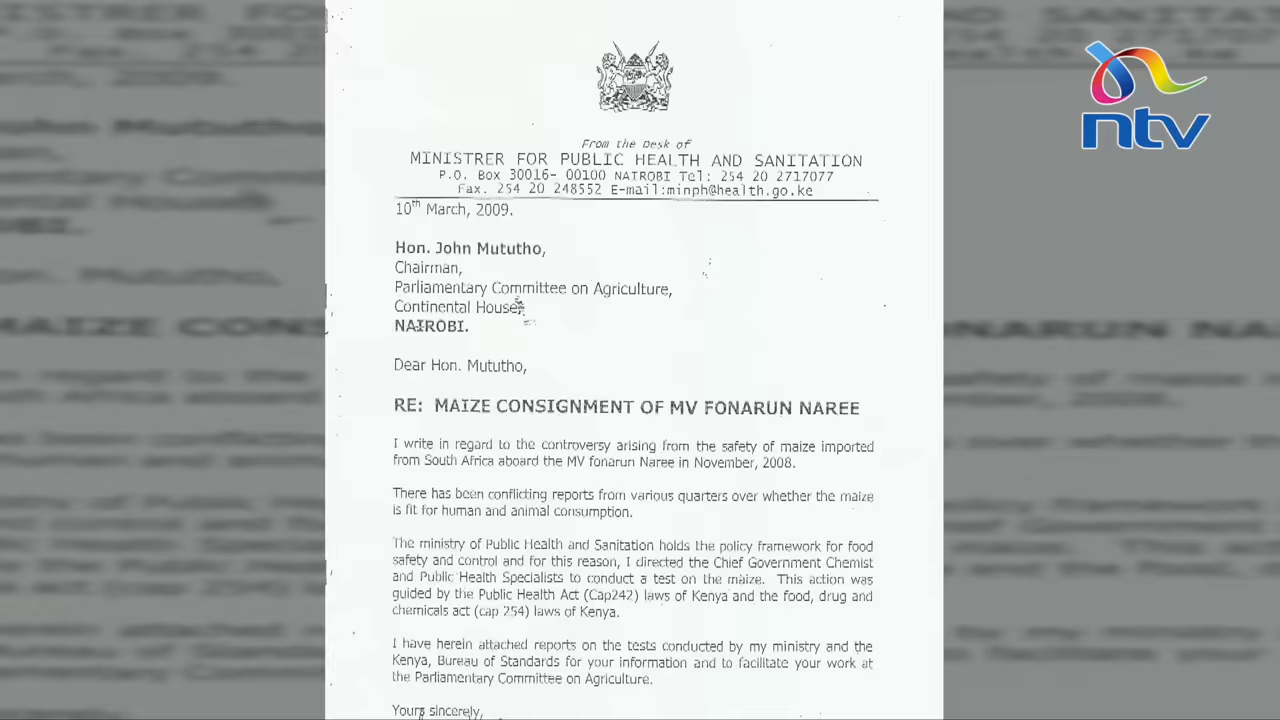 ntv
From the Desk of
MINISTRER FOR PUBLIC HEALTH AND SANITATION
P.O. Box 30016- 00100 NAIROBI Tel: 254 20 2717077
Fax. 254 20 248552 E-mail:minph@health.go.ke
10th March, 2009.
Hon. John Mututho,
Chairman,
Parliamentary Committee on Agriculture,
Continental House,
NAIROBI.
Dear Hon. Mututho,
RE: MAIZE CONSIGNMENT OF MV FONARUN NAREE
I write in regard to the controversy arising from the safety of maize imported
from South Africa aboard the MV fonarun Naree in November, 2008.
There has been conflicting reports from various quarters over whether the maize
is fit for human and animal consumption.
The ministry of Public Health and Sanitation holds the policy framework for food
safety and control and for this reason, I directed the Chief Government Chemist
and Public Health Specialists to conduct a test on the maize. This action was
guided by the Public Health Act (Cap242) laws of Kenya and the food, drug and
chemicals act (cap 254) laws of Kenya.
I have herein attached reports on the tests conducted by my ministry and the
Kenya, Bureau of Standards for your information and to facilitate your work at
the Parliamentary Committee on Agriculture.
Yours sincerely,